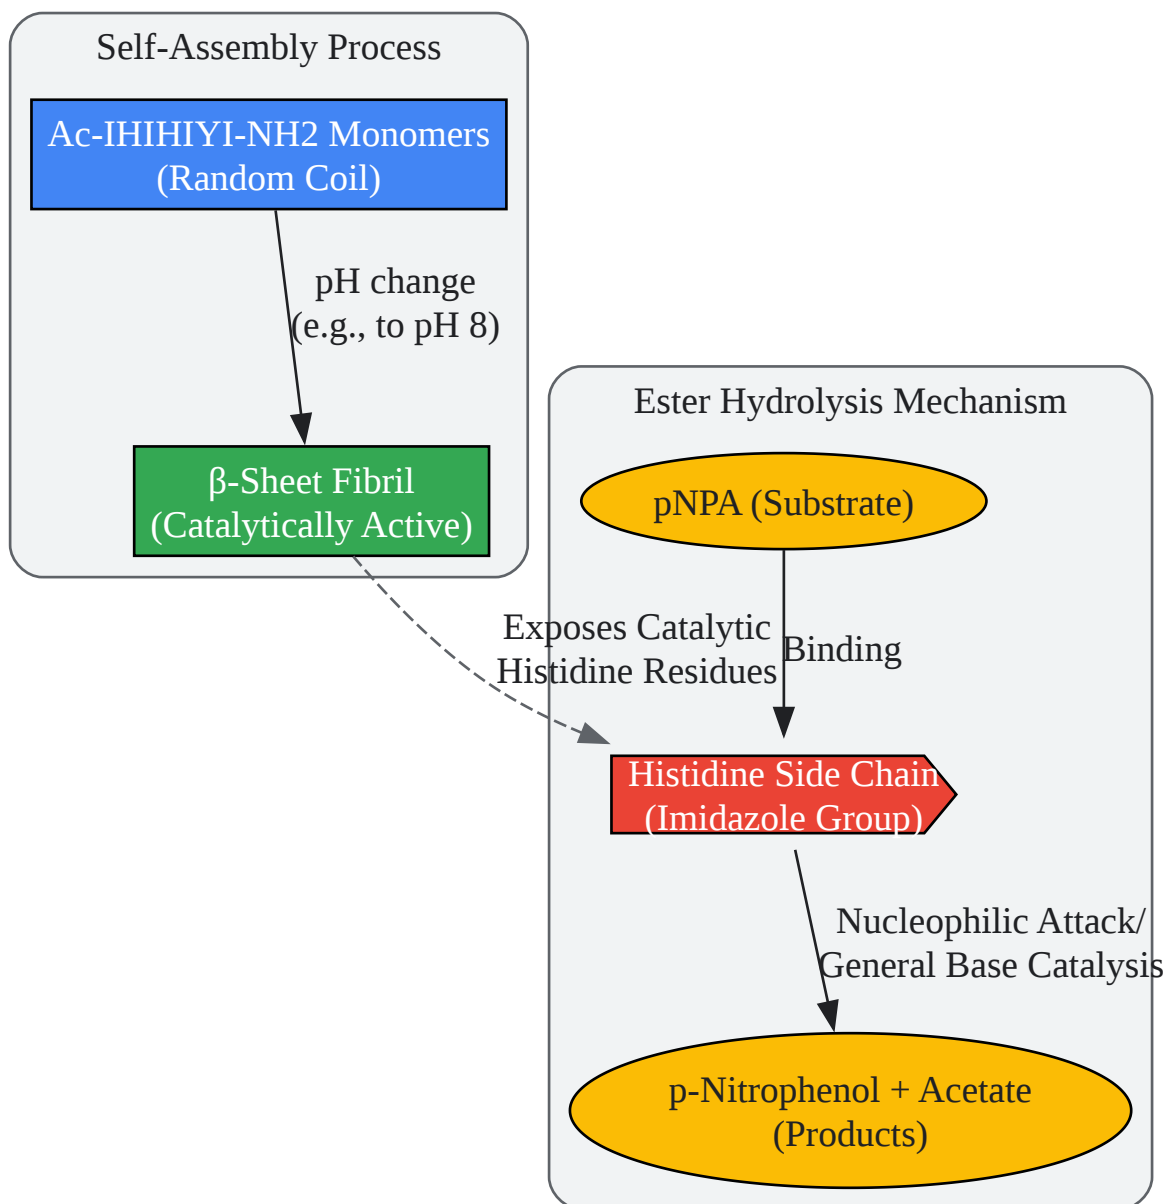 Self-Assembly Process
Ac-IHIHIYI-NH2 Monomers
(Random Coil)
pH change
(e.g., to pH 8)
β-Sheet Fibril
(Catalytically Active)
Exposes Catalytic
Histidine Residues
Ester Hydrolysis Mechanism
pNPA (Substrate)
Binding
Histidine Side Chain
(Imidazole Group)
Nucleophilic Attack/
General Base Catalysis
p-Nitrophenol + Acetate
(Products)